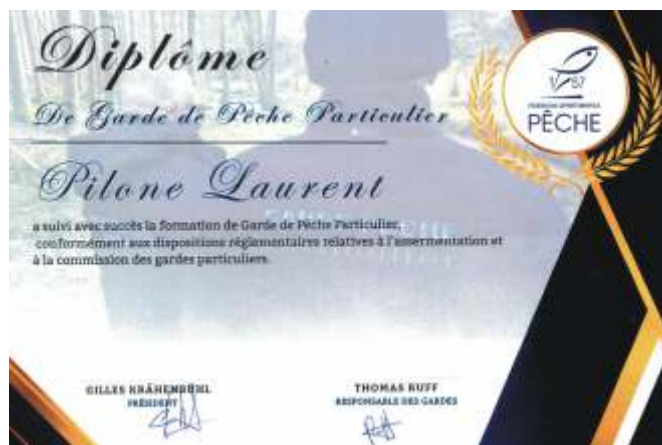 Diplôme
De Garde de Pêche Particulier
Pilone Laurent
a suivi avec succès la formation de Garde de Pêche Particulier,
conformément aux dispositions réglementaires relatives à l'assermentation et
à la commission des gardes particuliers.
57
PÊCHE
GILLES KRÄHENBÜHL
PRÉSIDENT
THOMAS RUFF
RESPONSABLE DES GARDES